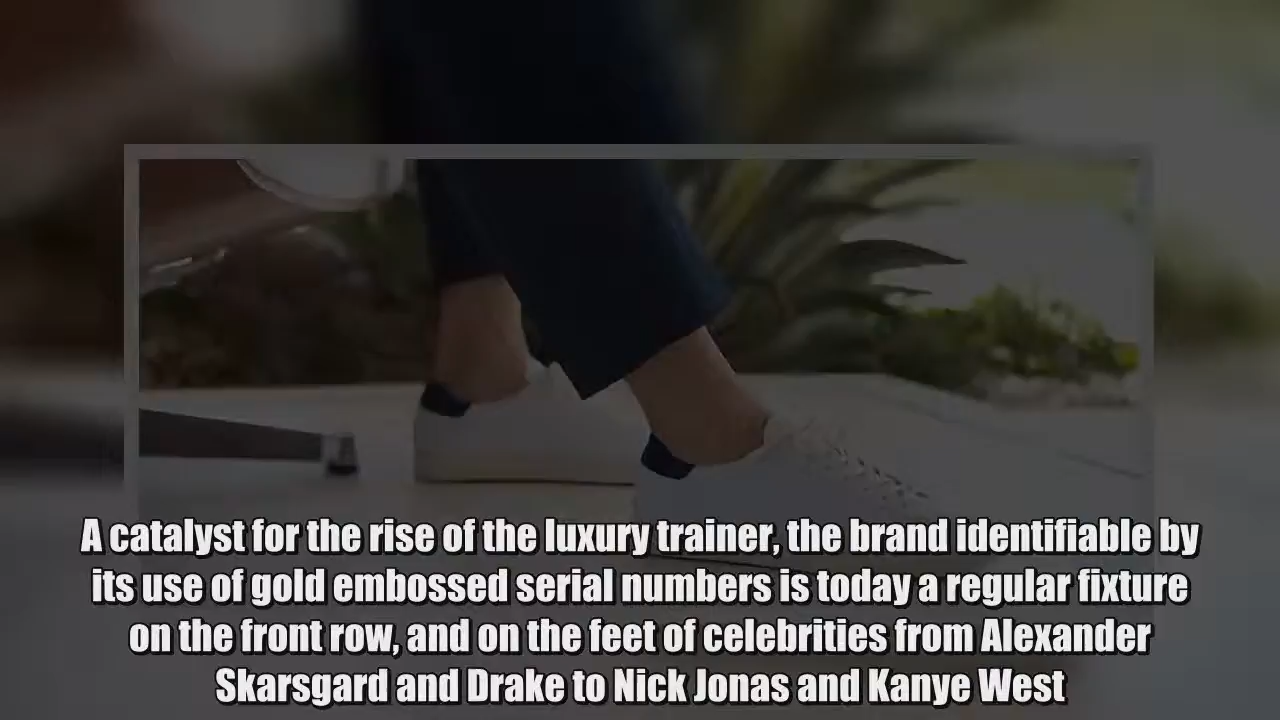 A catalyst for the rise of the luxury trainer, the brand identifiable by
its use of gold embossed serial numbers is today a regular fixture
on the front row, and on the feet of celebrities from Alexander
Skarsgard and Drake to Nick Jonas and Kanye West